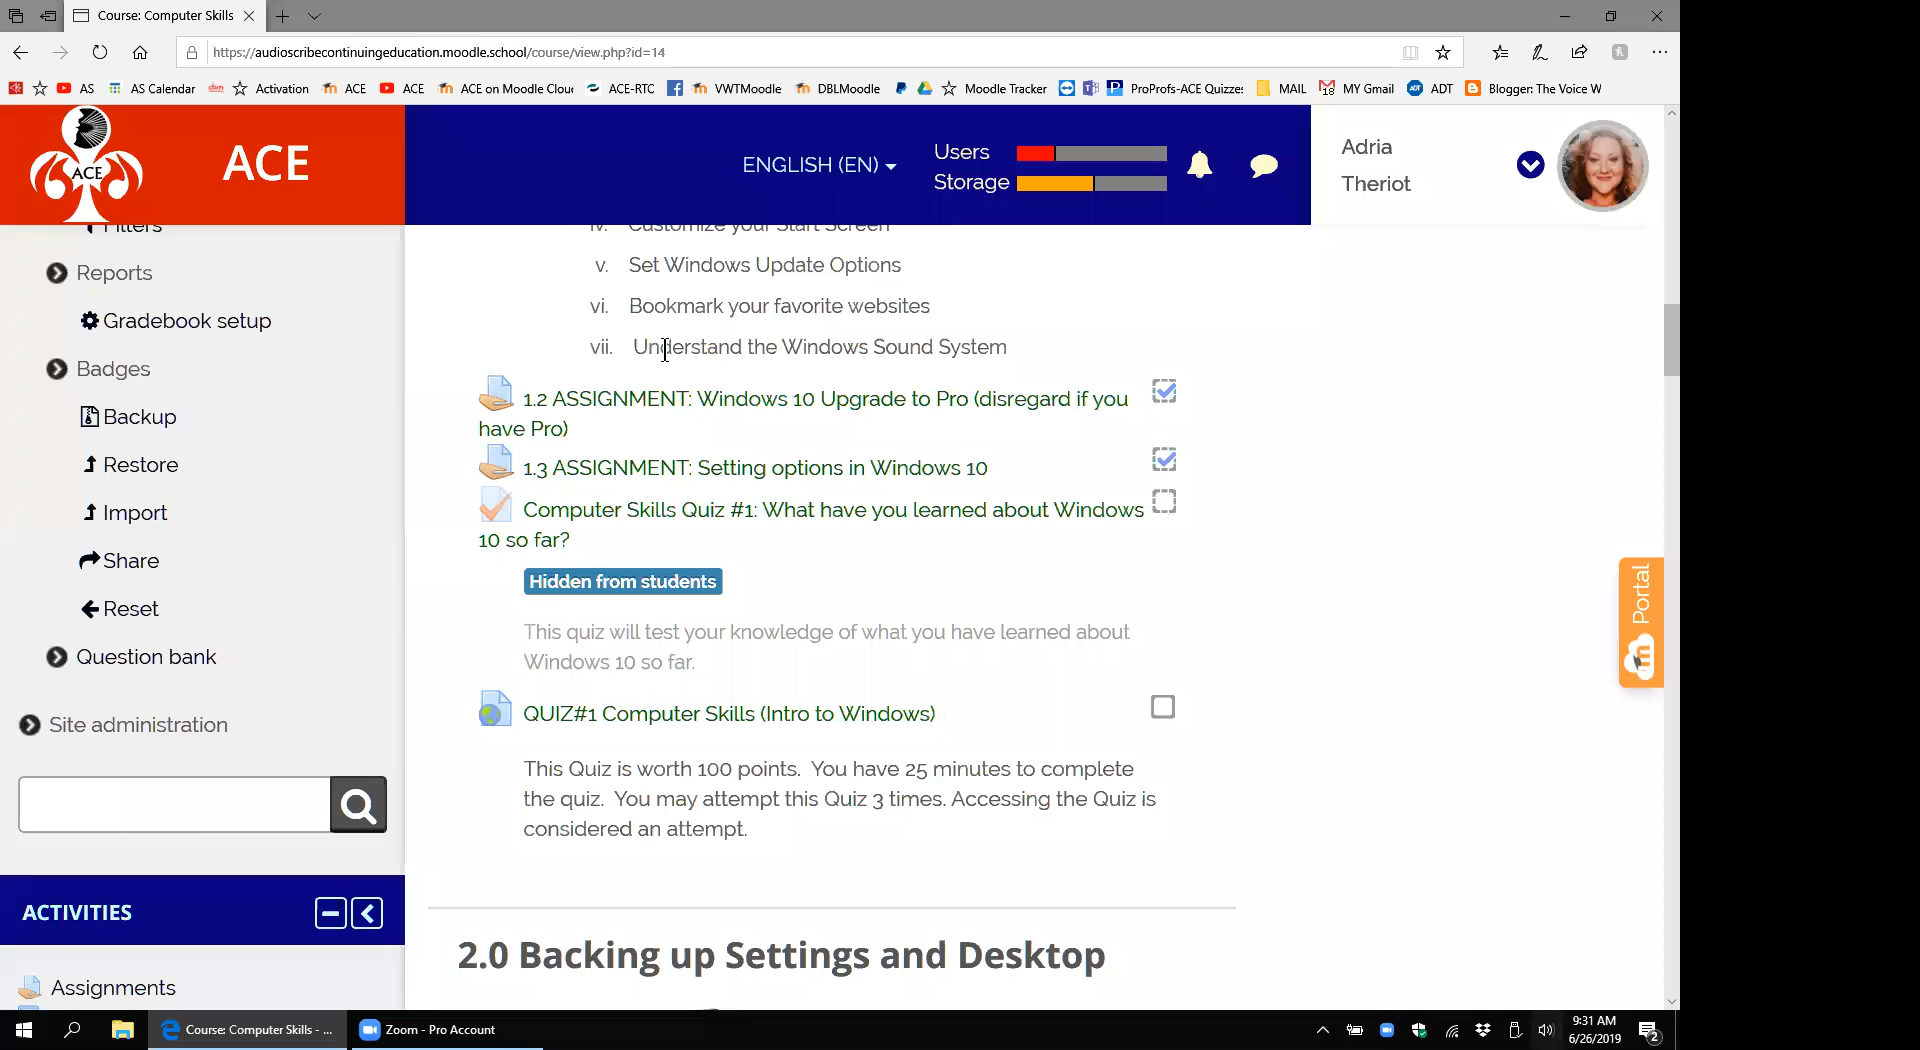 Course: Computer Skills
https://audioscribecontinuingeducation.moodle.school/course/view.php?id=14
AS AS Calendar Activation ACE ACE ACE on Moodle Clou ACE-RTC VWTMoodle DBLMoodle Moodle Tracker ProProfs-ACE Quizzes MAIL MY Gmail ADT Blogger: The Voice W
ACE
ACE
ENGLISH (EN)
Users
Storage
Adria
Theriot
Filters
Reports
Gradebook setup
Badges
Backup
Restore
Import
Share
Reset
Question bank
Site administration
ACTIVITIES
Assignments
iv. Customize your Start Screen
v. Set Windows Update Options
vi. Bookmark your favorite websites
vii. Understand the Windows Sound System
1.2 ASSIGNMENT: Windows 10 Upgrade to Pro (disregard if you
have Pro)
1.3 ASSIGNMENT: Setting options in Windows 10
Computer Skills Quiz #1: What have you learned about Windows
10 so far?
Hidden from students
This quiz will test your knowledge of what you have learned about
Windows 10 so far.
QUIZ#1 Computer Skills (Intro to Windows)
This Quiz is worth 100 points. You have 25 minutes to complete
the quiz. You may attempt this Quiz 3 times. Accessing the Quiz is
considered an attempt.
2.0 Backing up Settings and Desktop
Portal
Course: Computer Skills - ...
Zoom - Pro Account
9:31 AM
6/26/2019
2